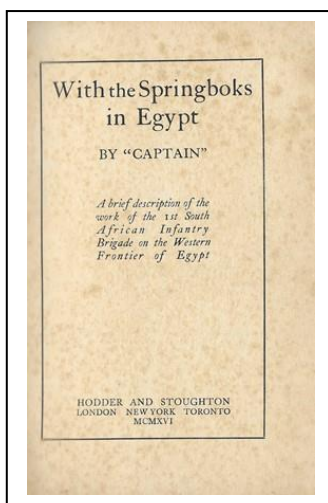 With the Springboks
in Egypt
BY "CAPTAIN"
A brief description of the
work of the 1st South
African Infantry
Brigade on the Western
Frontier of Egypt
HODDER AND STOUGHTON
LONDON NEW YORK TORONTO
MCMXVI